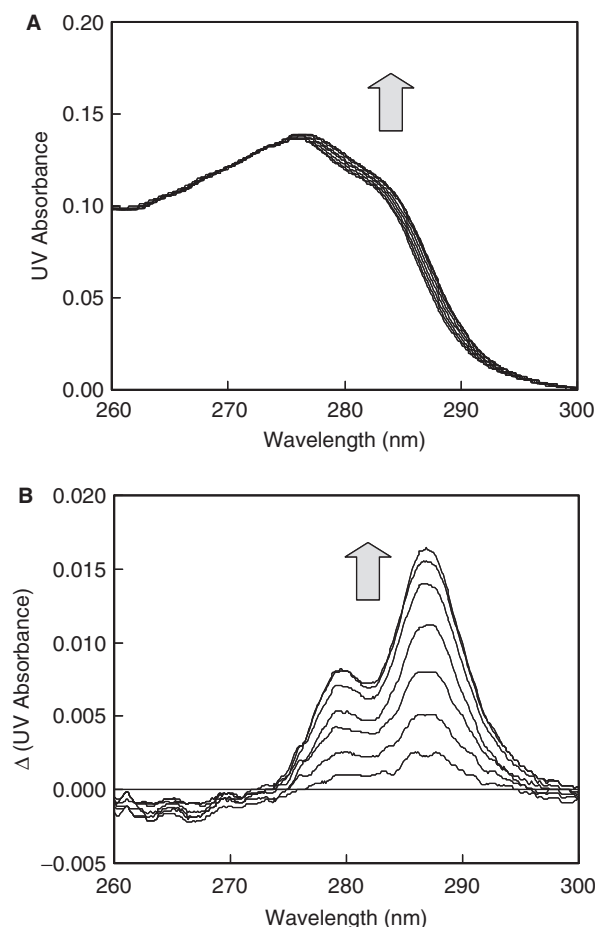 A
UV Absorbance
0.20
0.15
0.10
0.05
0.00
260 270 280 290 300
Wavelength (nm)
B
Δ (UV Absorbance)
0.020
0.015
0.010
0.005
0.000
−0.005
260 270 280 290 300
Wavelength (nm)